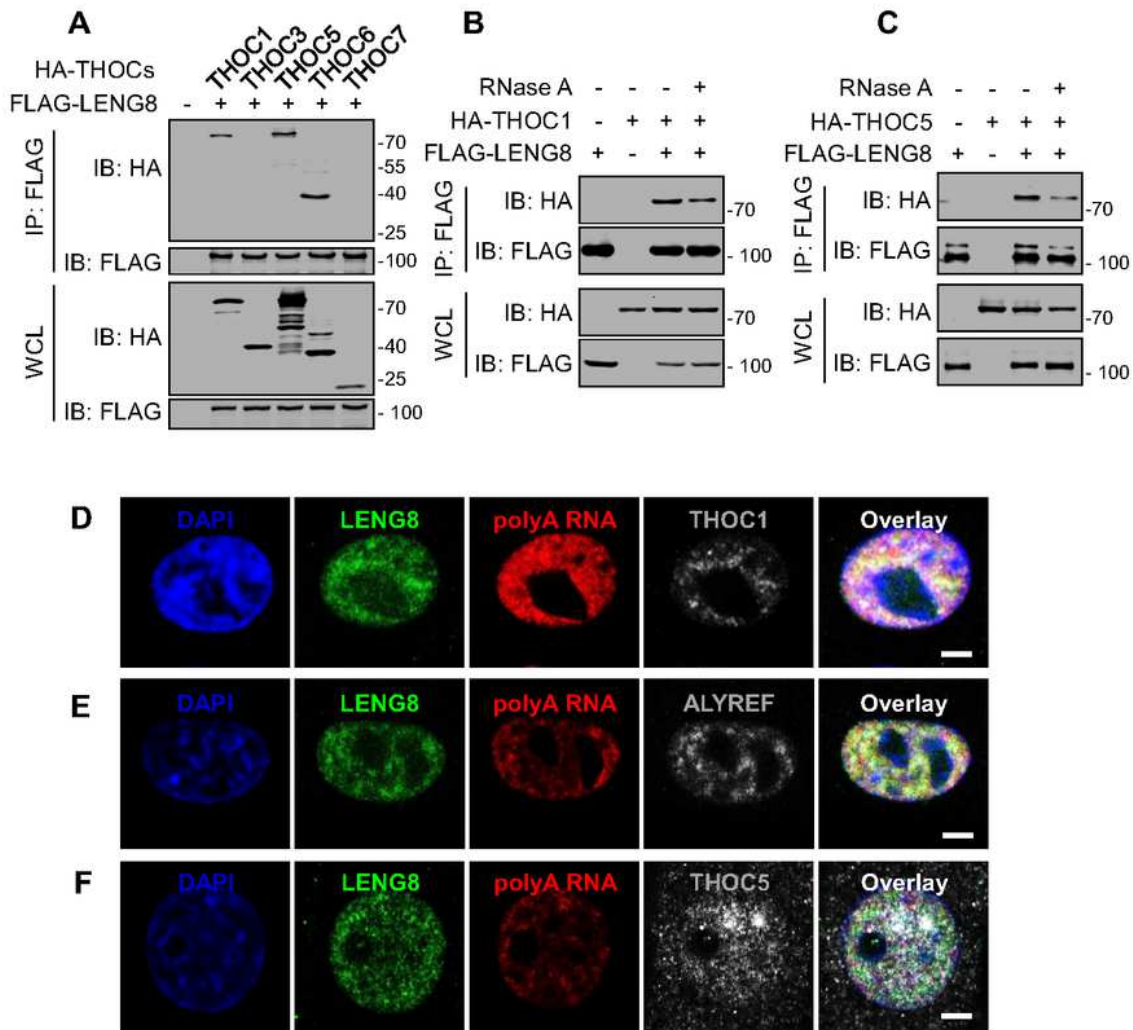 A
THOC1 THOC3 THOC5 THOC6 THOC7
HA-THOCs
FLAG-LENG8 - + + + + +
IP: FLAG
IB: HA
-70
-55
-40
-25
IB: FLAG -100
WCL
IB: HA
-70
-40
-25
IB: FLAG - 100
B
RNase A - - - +
HA-THOC1 - + + +
FLAG-LENG8 + - + +
IP: FLAG
IB: HA -70
IB: FLAG - 100
WCL
IB: HA -70
IB: FLAG - 100
C
RNase A - - - +
HA-THOC5 - + + +
FLAG-LENG8 + - + +
IP: FLAG
IB: HA -70
IB: FLAG - 100
WCL
IB: HA -70
IB: FLAG - 100
D DAPI LENG8 polyA RNA THOC1 Overlay
E DAPI LENG8 polyA RNA ALYREF Overlay
F DAPI LENG8 polyA RNA THOC5 Overlay